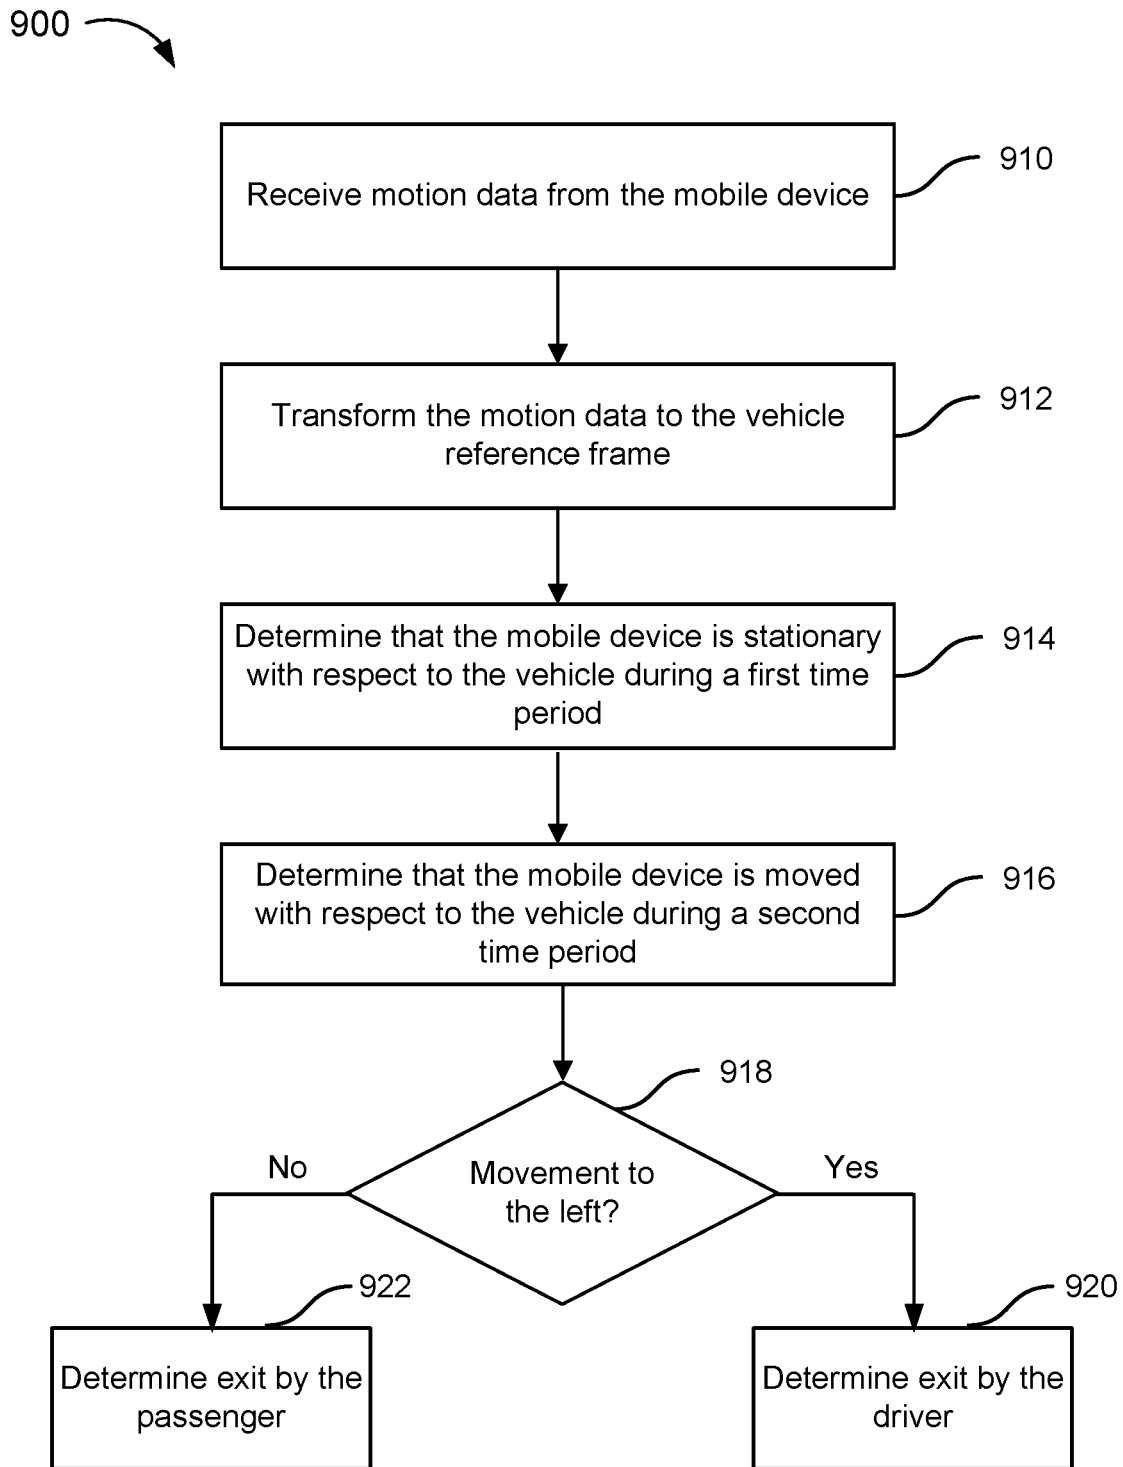 900
Receive motion data from the mobile device
910
Transform the motion data to the vehicle
reference frame
912
Determine that the mobile device is stationary
with respect to the vehicle during a first time
period
914
Determine that the mobile device is moved
with respect to the vehicle during a second
time period
916
918
Movement to
the left?
No
Yes
922
920
Determine exit by the
passenger
Determine exit by the
driver